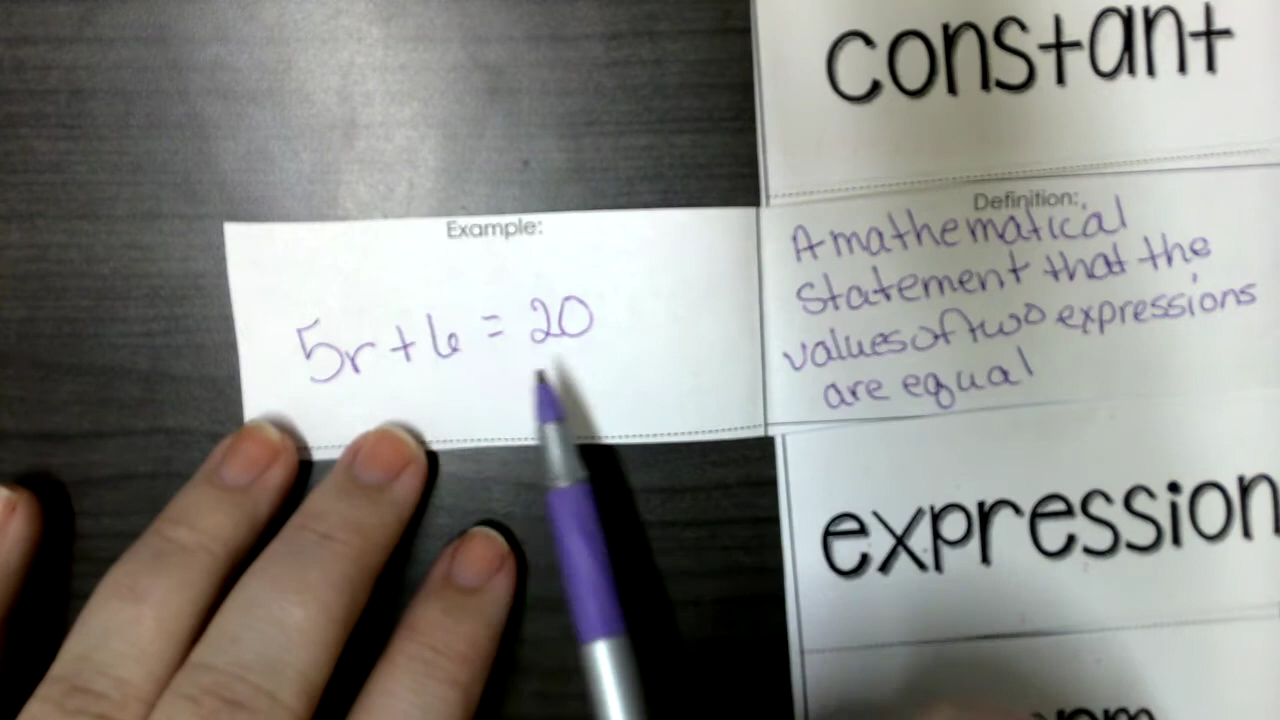 constant
Example:
5r + 6 = 20
Definition:
A mathematical
statement that the
values of two expressions
are equal
expression